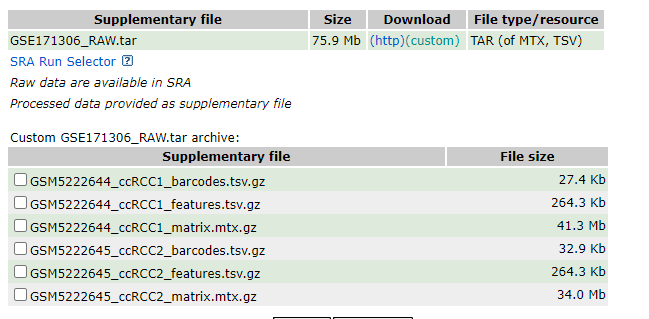 Supplementary file Size Download File type/resource
GSE171306_RAW.tar 75.9 Mb (http)(custom) TAR (of MTX, TSV)
SRA Run Selector ?
Raw data are available in SRA
Processed data provided as supplementary file
Custom GSE171306_RAW.tar archive:
Supplementary file File size
GSM5222644_ccRCC1_barcodes.tsv.gz 27.4 Kb
GSM5222644_ccRCC1_features.tsv.gz 264.3 Kb
GSM5222644_ccRCC1_matrix.mtx.gz 41.3 Mb
GSM5222645_ccRCC2_barcodes.tsv.gz 32.9 Kb
GSM5222645_ccRCC2_features.tsv.gz 264.3 Kb
GSM5222645_ccRCC2_matrix.mtx.gz 34.0 Mb